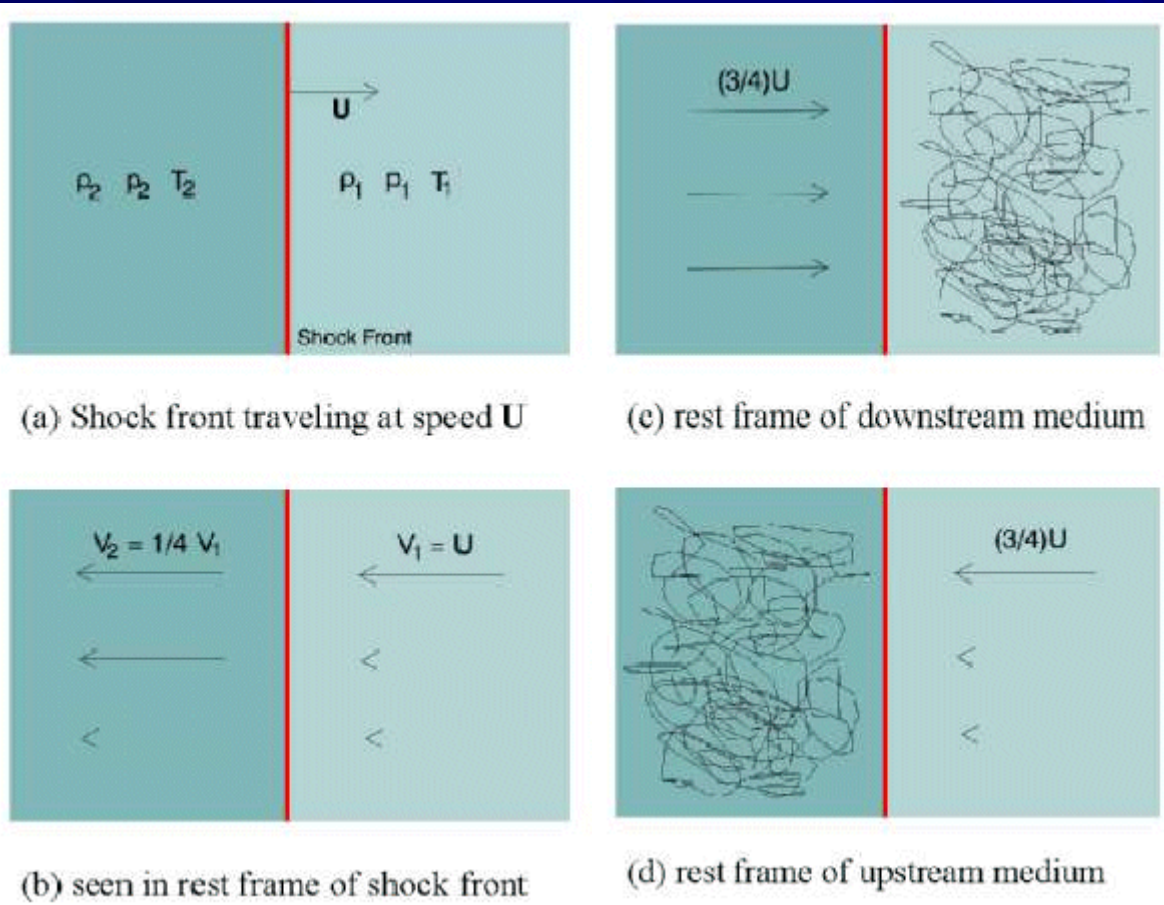 U
ρ₂ p₂ T₂
ρ₁ p₁ T₁
Shock Front
(a) Shock front traveling at speed U
(3/4)U
(c) rest frame of downstream medium
V₂ = 1/4 V₁
V₁ = U
(b) seen in rest frame of shock front
(3/4)U
(d) rest frame of upstream medium